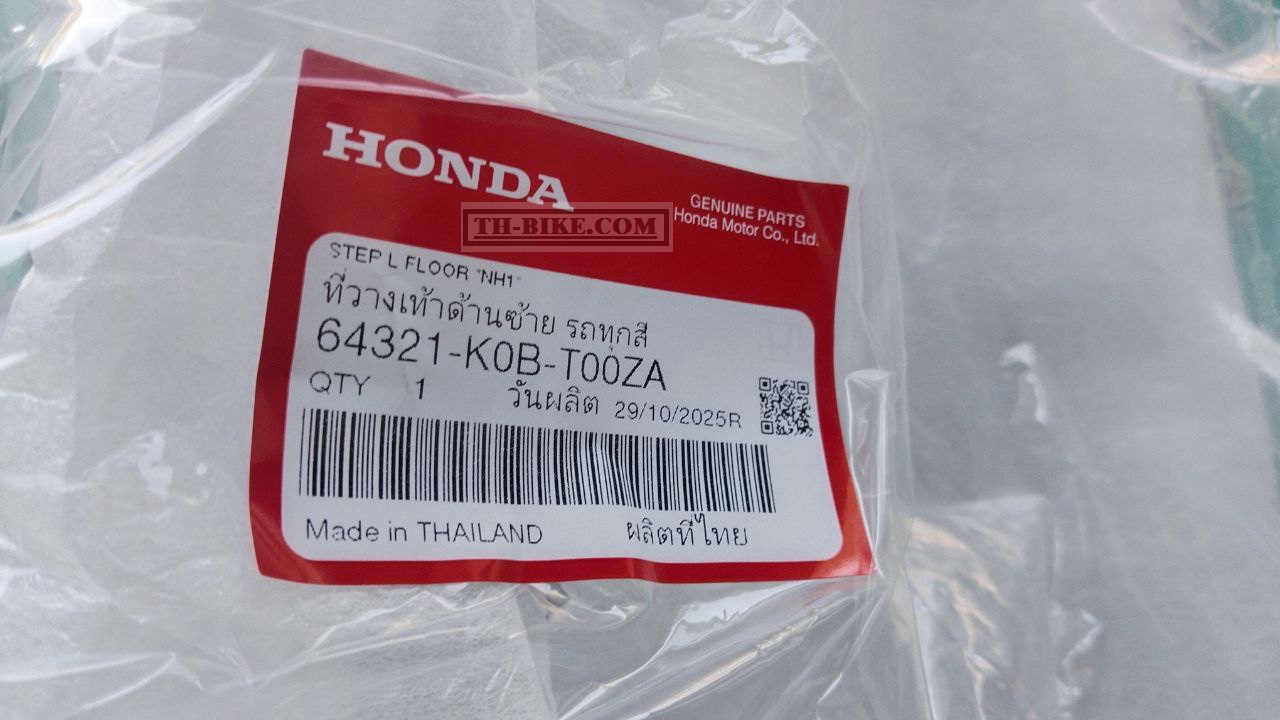 HONDA
GENUINE PARTS
Honda Motor Co., Ltd.
TH-BIKE.COM
STEP L FLOOR "NH1"
ที่วางเท้าด้านซ้าย รถทุกสี
64321-K0B-T00ZA
QTY 1 วันผลิต 29/10/2025R
Made in THAILAND ผลิตที่ไทย